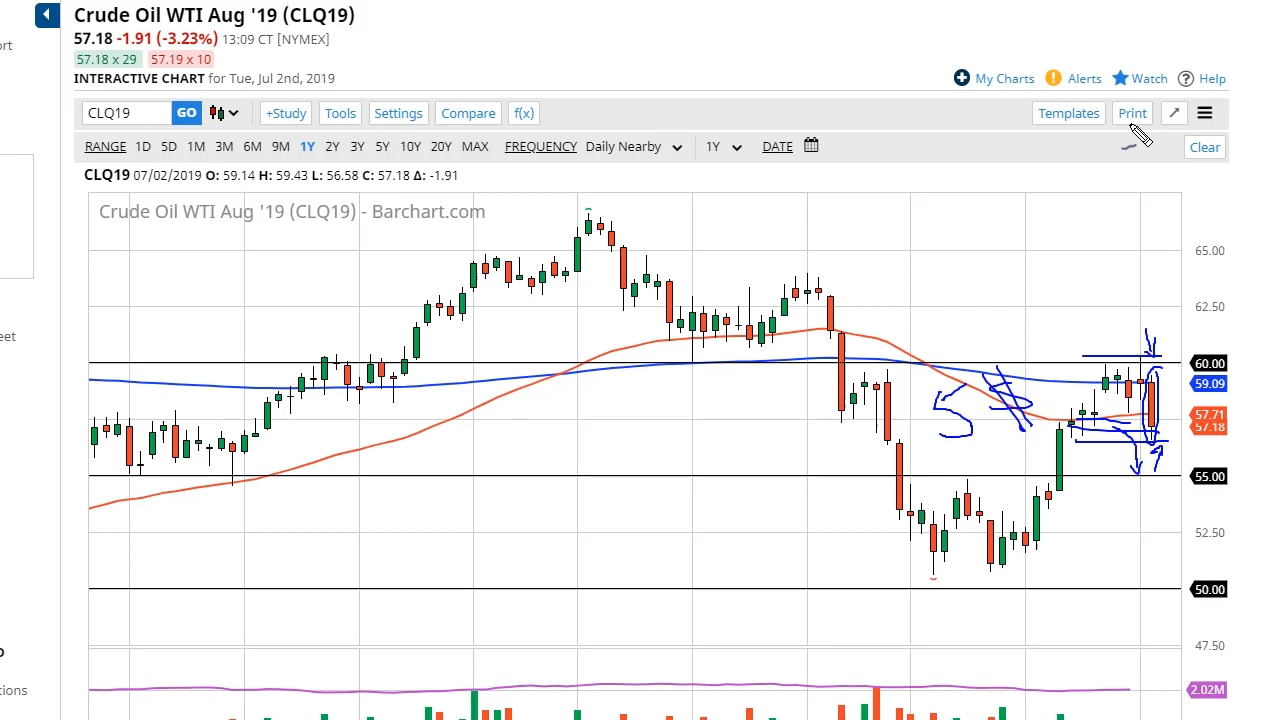 Crude Oil WTI Aug '19 (CLQ19)
ort
57.18 -1.91 (-3.23%) 13:09 CT [NYMEX]
57.18 x 29 57.19 x 10
INTERACTIVE CHART for Tue, Jul 2nd, 2019
My Charts Alerts Watch ? Help
CLQ19 GO +Study Tools Settings Compare f(x) Templates Print
RANGE 1D 5D 1M 3M 6M 9M 1Y 2Y 3Y 5Y 10Y 20Y MAX FREQUENCY Daily Nearby 1Y DATE Clear
CLQ19 07/02/2019 O: 59.14 H: 59.43 L: 56.58 C: 57.18 Δ: -1.91
Crude Oil WTI Aug '19 (CLQ19) - Barchart.com
65.00
62.50
60.00
59.09
57.71
57.18
55.00
52.50
50.00
47.50
2.02M
eet
o
tions
5